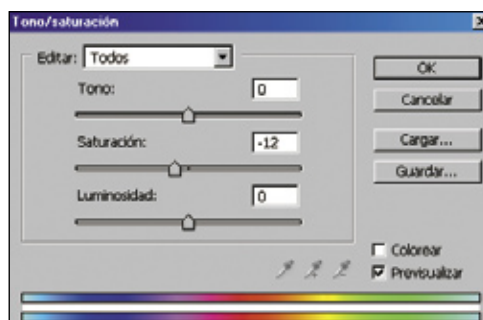 Tono/saturación
Editar: Todos
Tono: 0
Saturación: -12
Luminosidad: 0
OK
Cancelar
Cargar...
Guardar...
Colorear
Previsualizar